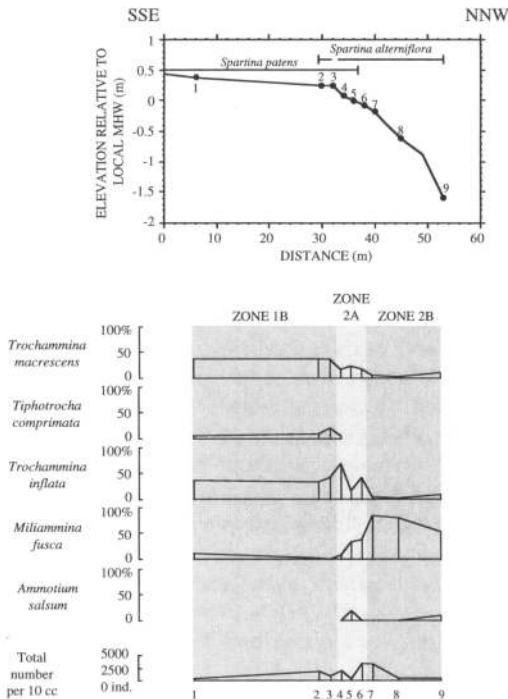 SSE NNW
Spartina alterniflora
Spartina patens
ELEVATION RELATIVE TO
LOCAL MHW (m)
1
0.5
0
-0.5
-1
-1.5
-2
1 2 3 4 5 6 7 8 9
0 10 20 30 40 50 60
DISTANCE (m)
ZONE 1B ZONE 2A ZONE 2B
Trochammina
macrescens
100%
50
0
Tiphotrocha
comprimata
100%
50
0
Trochammina
inflata
100%
50
0
Miliammina
fusca
100%
50
0
Ammotium
salsum
100%
50
0
Total
number
per 10 cc
5000
2500
0 ind.
1 2 3 4 5 6 7 8 9